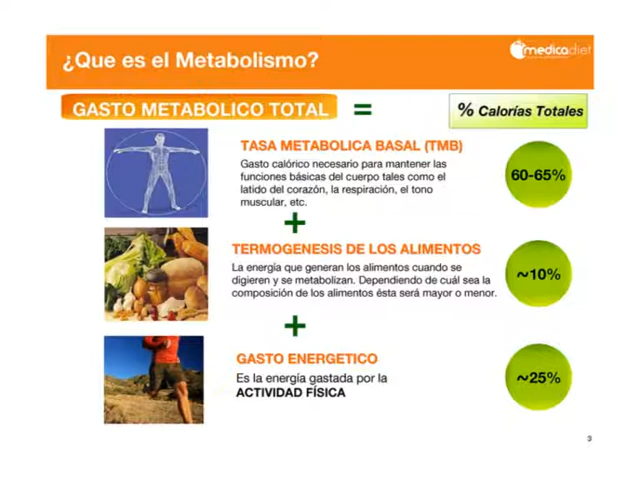 ¿Que es el Metabolismo?
medicadiet
GASTO METABOLICO TOTAL =
% Calorías Totales
TASA METABOLICA BASAL (TMB)
Gasto calórico necesario para mantener las
funciones básicas del cuerpo tales como el
latido del corazón, la respiración, el tono
muscular, etc.
60-65%
+
TERMOGENESIS DE LOS ALIMENTOS
La energía que generan los alimentos cuando se
digieren y se metabolizan. Dependiendo de cuál sea la
composición de los alimentos ésta será mayor o menor.
~10%
+
GASTO ENERGETICO
Es la energía gastada por la
ACTIVIDAD FÍSICA
~25%
3